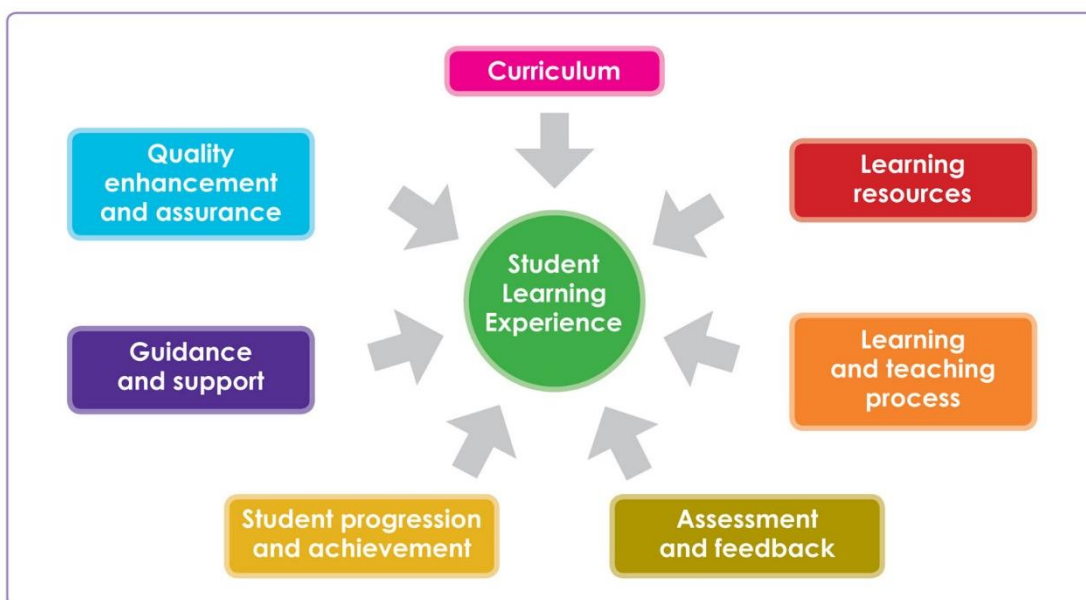 Curriculum
Quality
enhancement
and assurance
Learning
resources
Student
Learning
Experience
Guidance
and support
Learning
and teaching
process
Student progression
and achievement
Assessment
and feedback